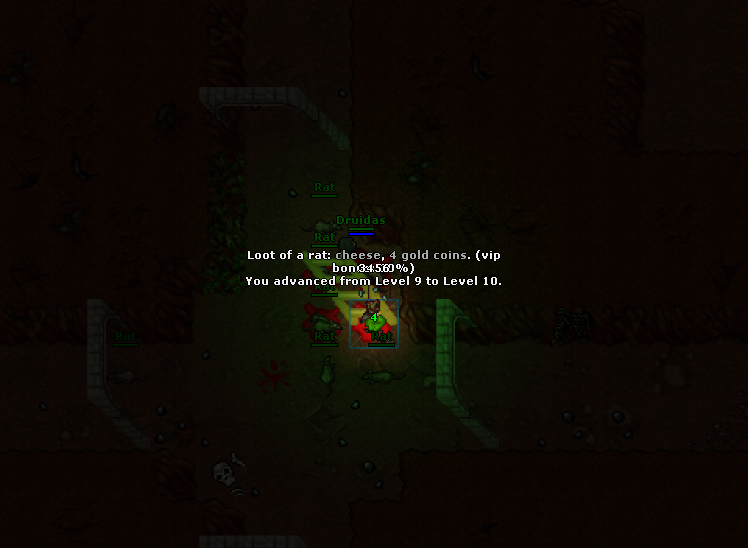 Rat
Druidas
Rat
Loot of a rat: cheese, 4 gold coins. (vip
You advanced from Level 9 to Level 10.
4
Rat
Rat
Rat